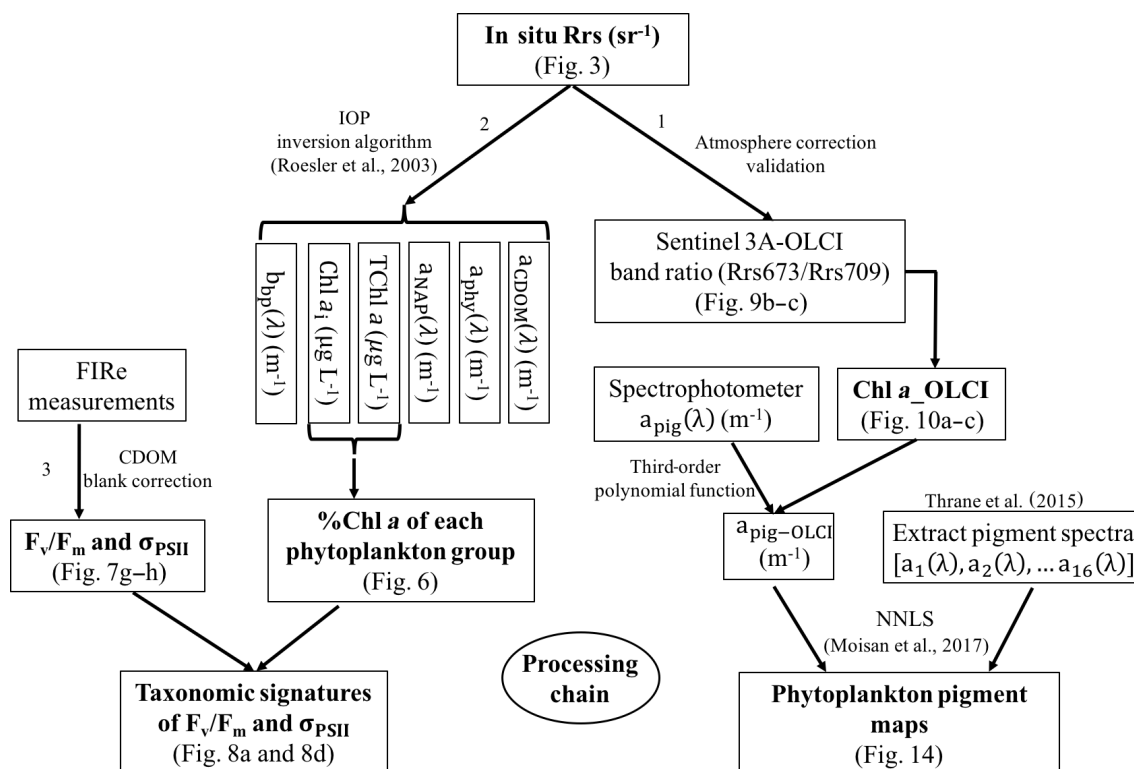 In situ Rrs (sr⁻¹)
(Fig. 3)
IOP
inversion algorithm
(Roesler et al., 2003)
2
1
Atmosphere correction
validation
b_bp(λ) (m⁻¹)
Chl a_i (μg L⁻¹)
TChl a (μg L⁻¹)
a_NAP(λ) (m⁻¹)
a_phy(λ) (m⁻¹)
a_CDOM(λ) (m⁻¹)
Sentinel 3A-OLCI
band ratio (Rrs673/Rrs709)
(Fig. 9b–c)
FIRe
measurements
Spectrophotometer
a_pig(λ) (m⁻¹)
Chl a_OLCI
(Fig. 10a–c)
3
CDOM
blank correction
Third-order
polynomial function
F_v/F_m and σ_PSII
(Fig. 7g–h)
%Chl a of each
phytoplankton group
(Fig. 6)
a_pig−OLCI
(m⁻¹)
Thrane et al. (2015)
Extract pigment spectra
[a₁(λ), a₂(λ), … a₁₆(λ)]
NNLS
(Moisan et al., 2017)
Processing
chain
Taxonomic signatures
of F_v/F_m and σ_PSII
(Fig. 8a and 8d)
Phytoplankton pigment
maps
(Fig. 14)